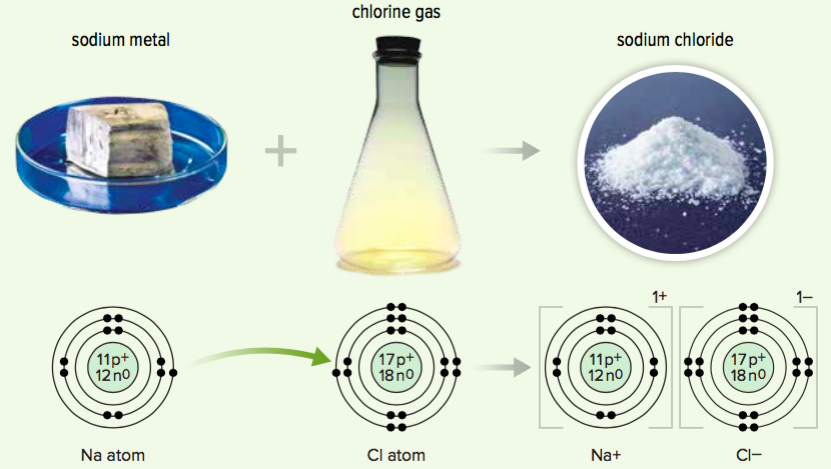 chlorine gas
sodium metal
sodium chloride
+
11p+
12n0
17p+
18n0
1+
11p+
12n0
1–
17p+
18n0
Na atom
Cl atom
Na+
Cl–